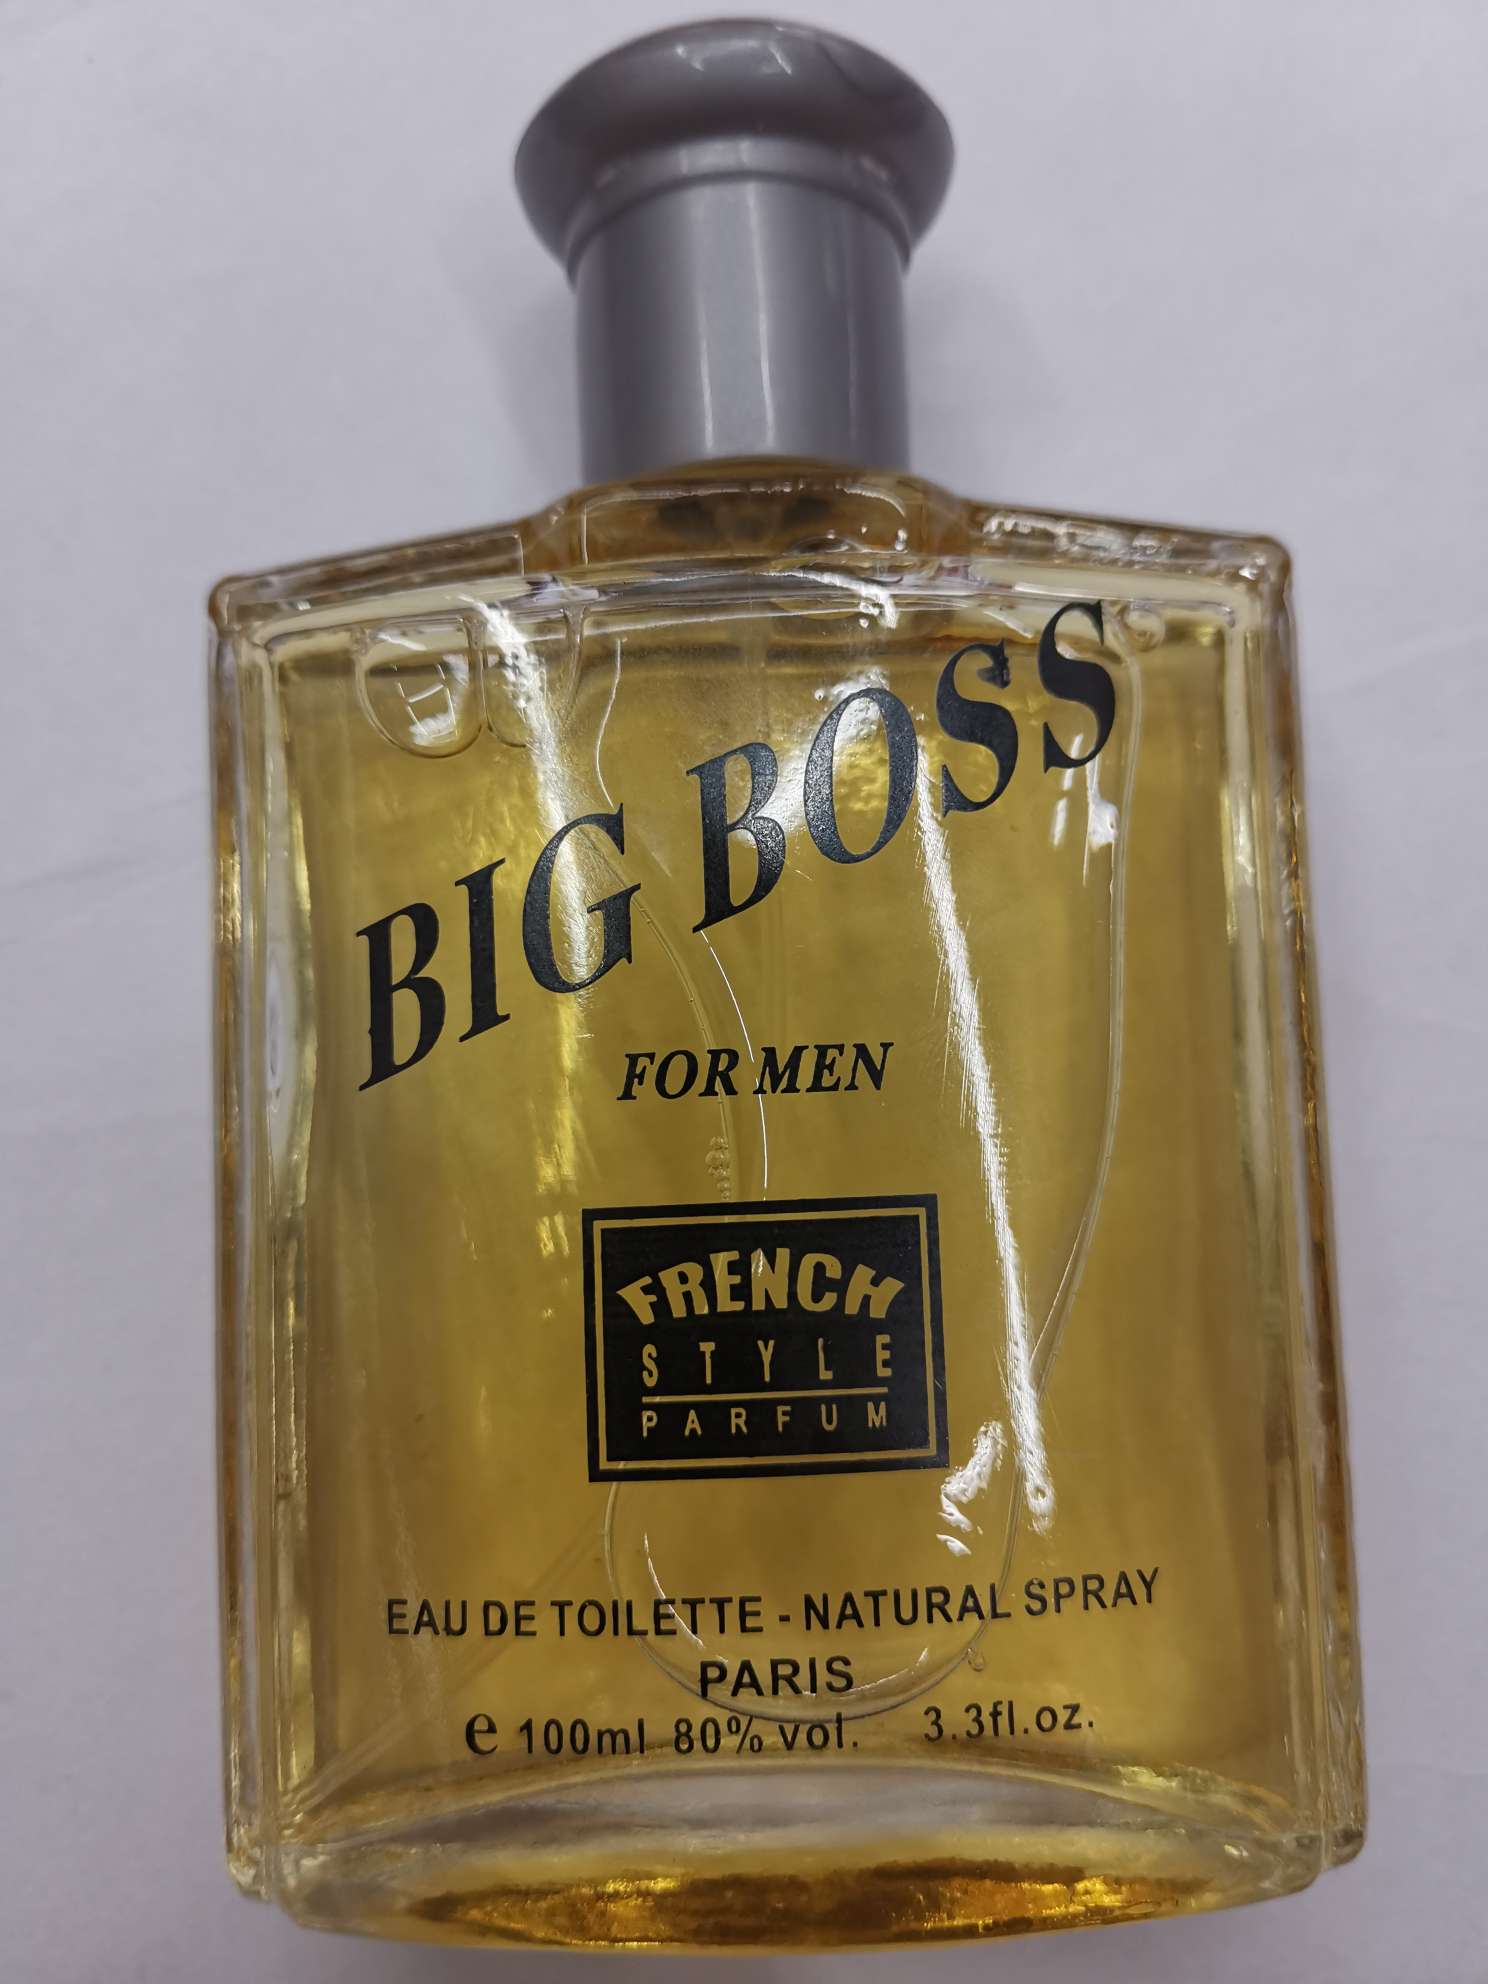 BIG BOSS
FOR MEN
FRENCH
STYLE
PARFUM
EAU DE TOILETTE - NATURAL SPRAY
PARIS
e 100ml 80% vol. 3.3fl.oz.